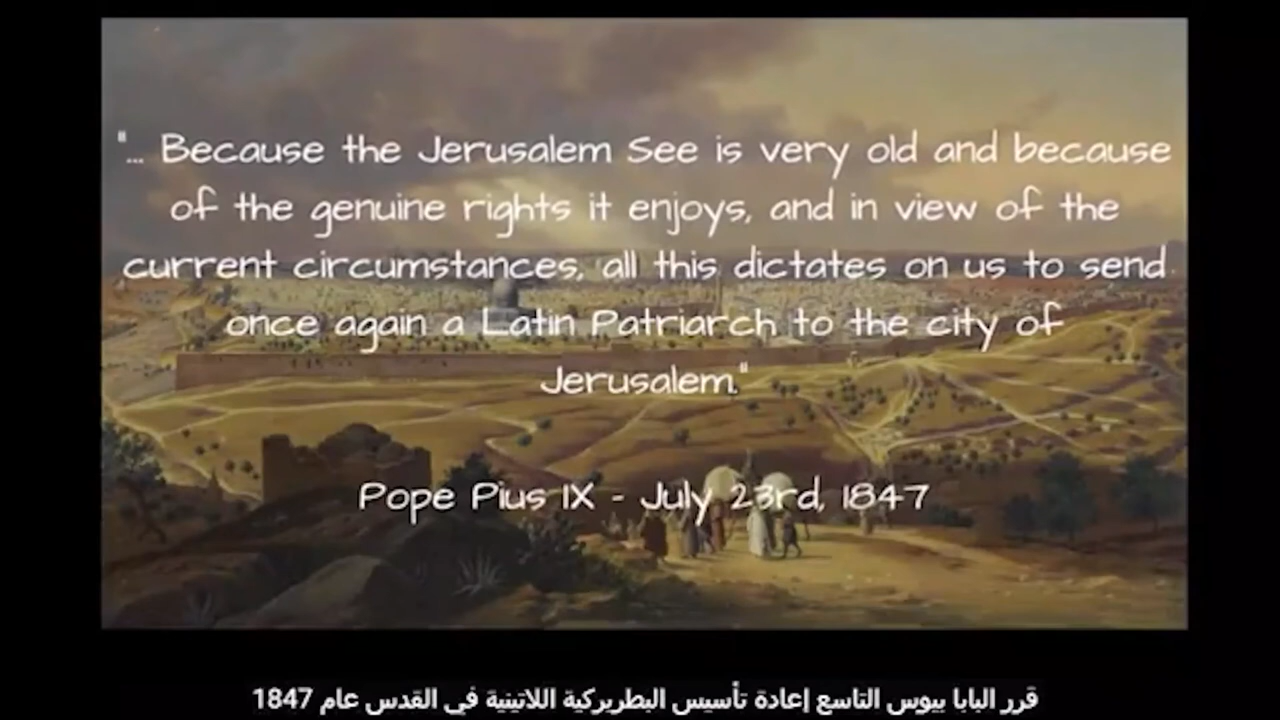 "... Because the Jerusalem See is very old and because
of the genuine rights it enjoys, and in view of the
current circumstances, all this dictates on us to send
once again a Latin Patriarch to the city of
Jerusalem."
Pope Pius IX - July 23rd, 1847
قرر البابا بيوس التاسع إعادة تأسيس البطريركية اللاتينية في القدس عام 1847